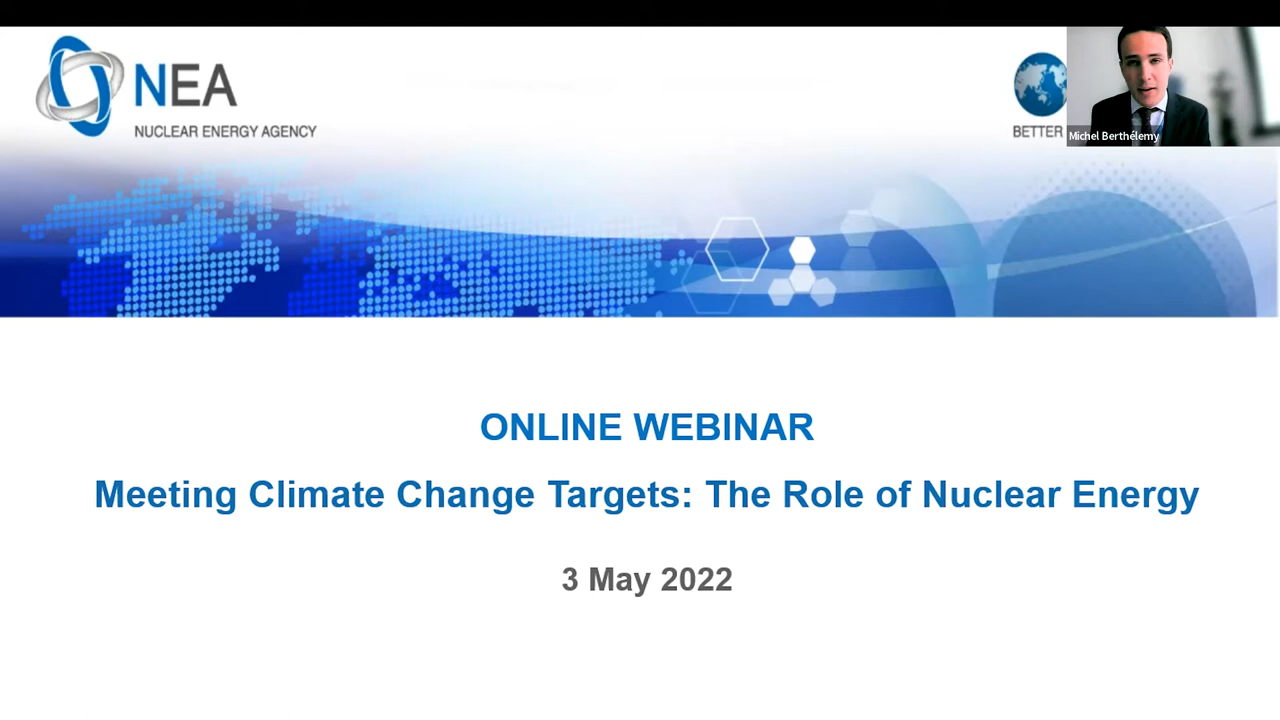 NEA
NUCLEAR ENERGY AGENCY
BETTER
Michel Berthélemy
ONLINE WEBINAR
Meeting Climate Change Targets: The Role of Nuclear Energy
3 May 2022